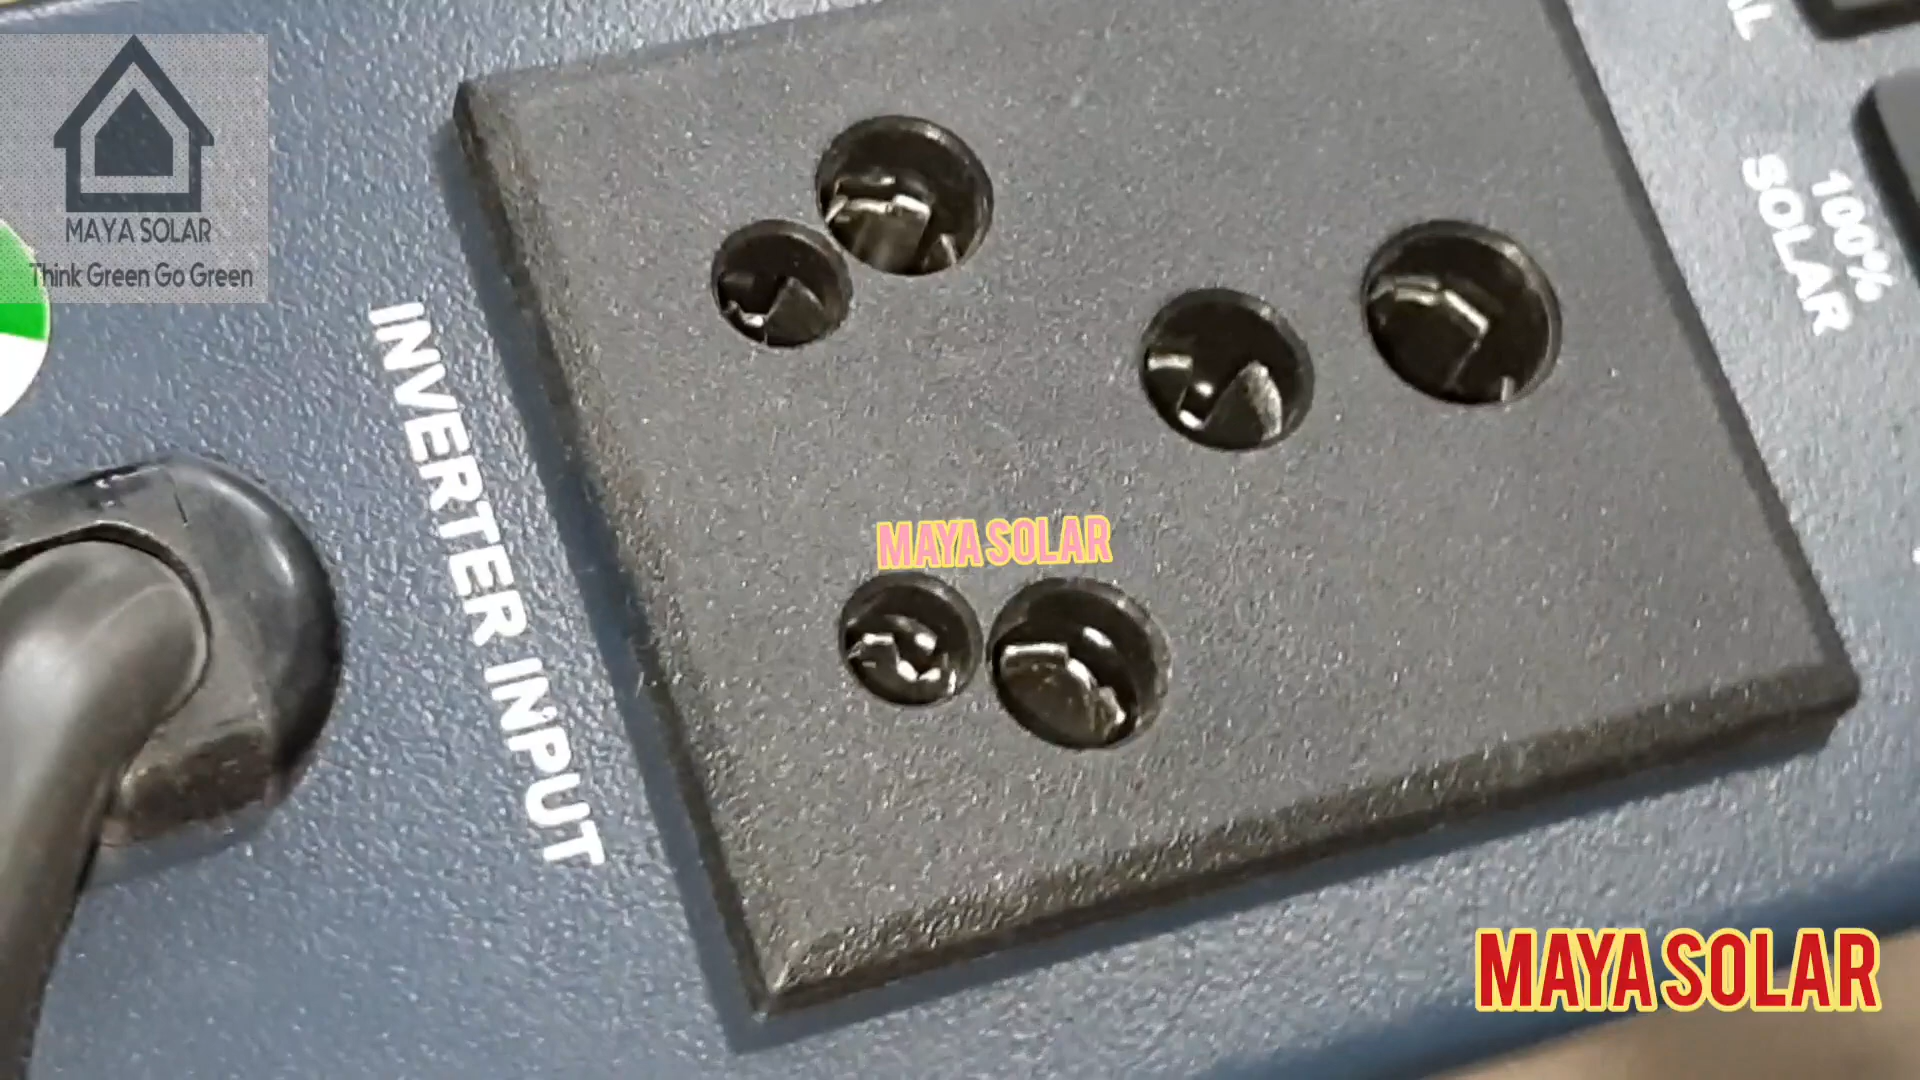 MAYA SOLAR
Think Green Go Green
INVERTER INPUT
MAYA SOLAR
100%
SOLAR
MAYA SOLAR